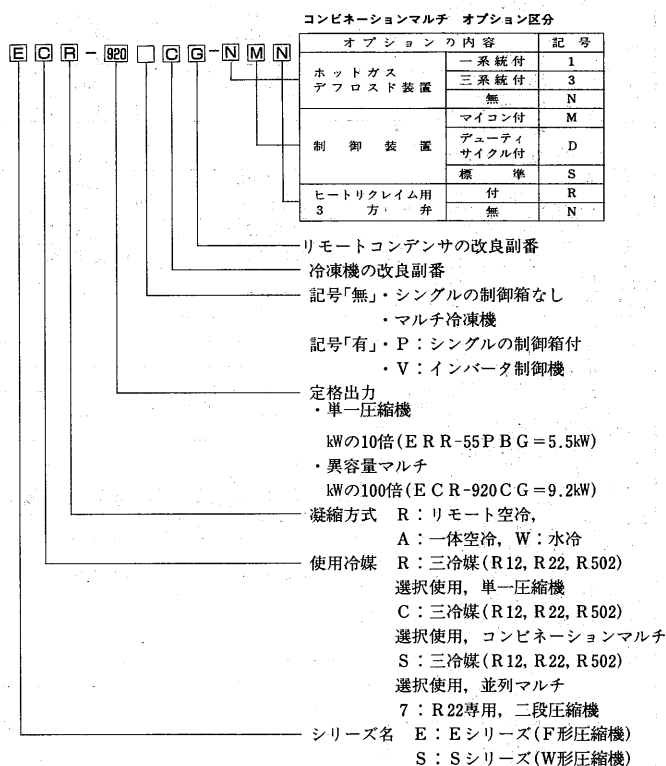 コンビネーションマルチ オプション区分
ECR-920□CG-NMN
オプションの内容 記号
ホットガス
デフロスド装置
一系統付 1
三系統付 3
無 N
制御装置
マイコン付 M
デューティ
サイクル付 D
標準 S
ヒートリクレイム用
3方弁
付 R
無 N
リモートコンデンサの改良副番
冷凍機の改良副番
記号「無」・シングルの制御箱なし
・マルチ冷凍機
記号「有」・P：シングルの制御箱付
・V：インバータ制御機
定格出力
・単一圧縮機
kWの10倍(ERR-55PBG=5.5kW)
・異容量マルチ
kWの100倍(ECR-920CG=9.2kW)
凝縮方式 R：リモート空冷,
A：一体空冷, W：水冷
使用冷媒 R：三冷媒(R12, R22, R502)
選択使用, 単一圧縮機
C：三冷媒(R12, R22, R502)
選択使用, コンビネーションマルチ
S：三冷媒(R12, R22, R502)
選択使用, 並列マルチ
7：R22専用, 二段圧縮機
シリーズ名 E：Eシリーズ(F形圧縮機)
S：Sシリーズ(W形圧縮機)